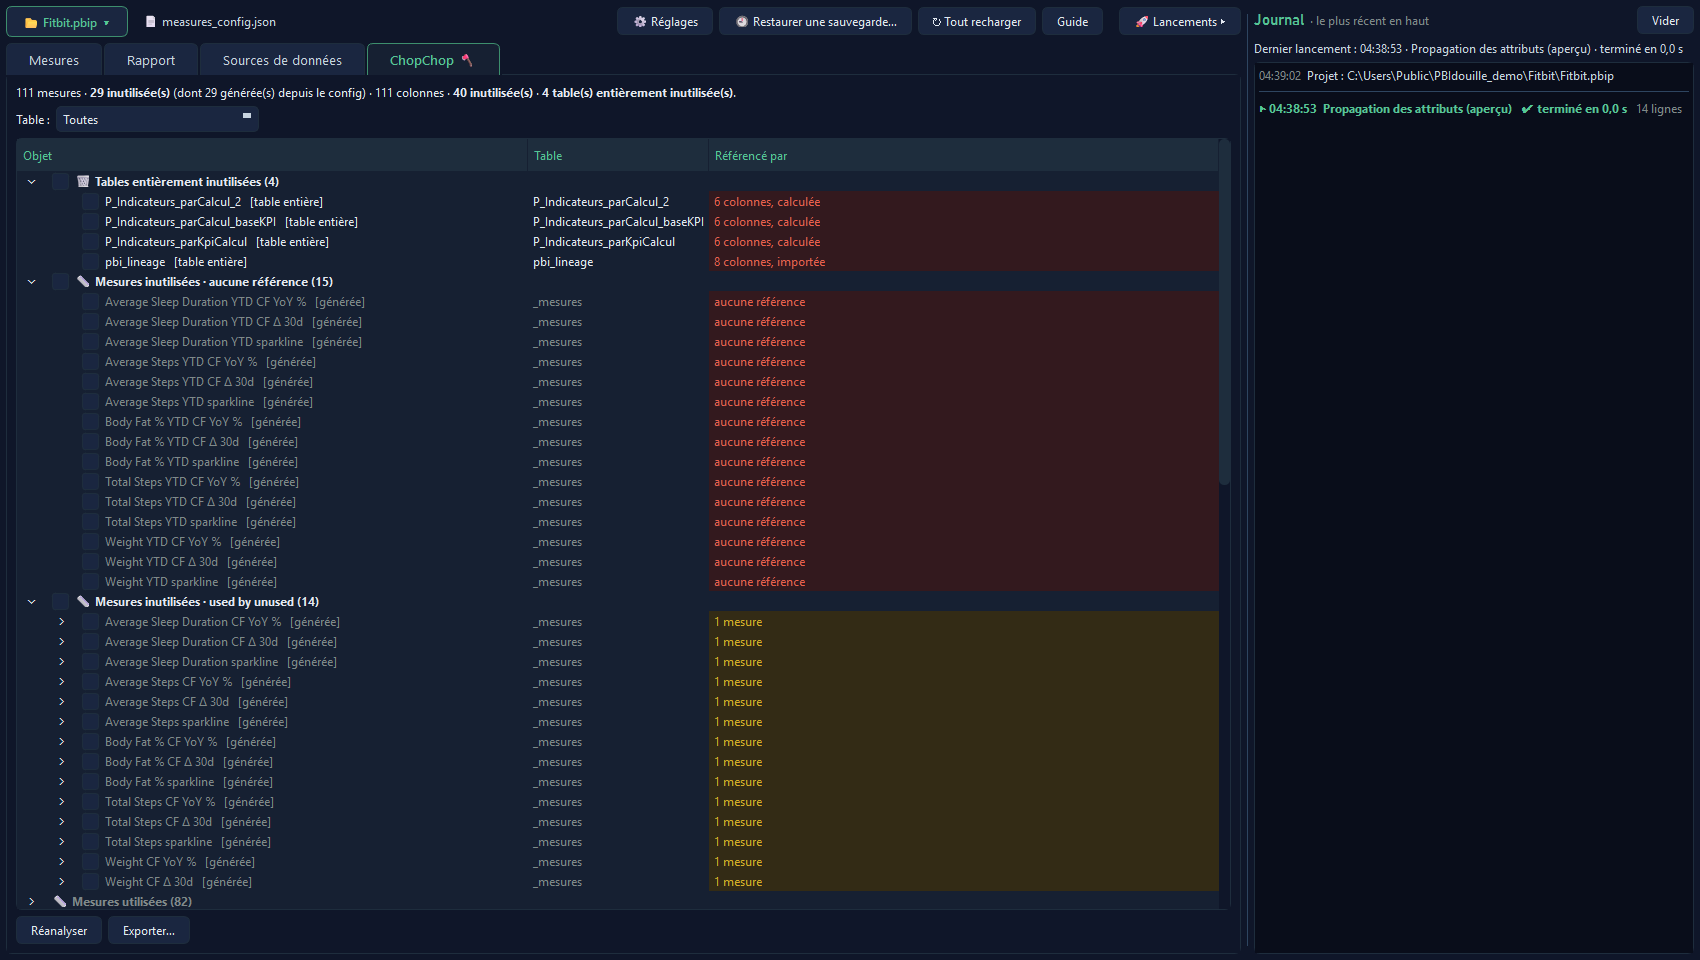 Fitbit.pbip
measures_config.json
Réglages
Restaurer une sauvegarde...
Tout recharger
Guide
Lancements
Journal · le plus récent en haut
Vider
Mesures
Rapport
Sources de données
ChopChop
Dernier lancement : 04:38:53 · Propagation des attributs (aperçu) · terminé en 0,0 s
04:39:02 Projet : C:\Users\Public\PBIdouille_demo\Fitbit\Fitbit.pbip
04:38:53 Propagation des attributs (aperçu) ✔ terminé en 0,0 s 14 lignes
111 mesures · 29 inutilisée(s) (dont 29 générée(s) depuis le config) · 111 colonnes · 40 inutilisé(s) · 4 table(s) entièrement inutilisée(s).
Table : Toutes
Objet Table Référencé par
Tables entièrement inutilisées (4)
P_Indicateurs_parCalcul_2 [table entière] P_Indicateurs_parCalcul_2 6 colonnes, calculée
P_Indicateurs_parCalcul_baseKPI [table entière] P_Indicateurs_parCalcul_baseKPI 6 colonnes, calculée
P_Indicateurs_parKpiCalcul [table entière] P_Indicateurs_parKpiCalcul 6 colonnes, calculée
pbi_lineage [table entière] pbi_lineage 8 colonnes, importée
Mesures inutilisées · aucune référence (15)
Average Sleep Duration YTD CF YoY % [générée] _mesures aucune référence
Average Sleep Duration YTD CF Δ 30d [générée] _mesures aucune référence
Average Sleep Duration YTD sparkline [générée] _mesures aucune référence
Average Steps YTD CF YoY % [générée] _mesures aucune référence
Average Steps YTD CF Δ 30d [générée] _mesures aucune référence
Average Steps YTD sparkline [générée] _mesures aucune référence
Body Fat % YTD CF YoY % [générée] _mesures aucune référence
Body Fat % YTD CF Δ 30d [générée] _mesures aucune référence
Body Fat % YTD sparkline [générée] _mesures aucune référence
Total Steps YTD CF YoY % [générée] _mesures aucune référence
Total Steps YTD CF Δ 30d [générée] _mesures aucune référence
Total Steps YTD sparkline [générée] _mesures aucune référence
Weight YTD CF YoY % [générée] _mesures aucune référence
Weight YTD CF Δ 30d [générée] _mesures aucune référence
Weight YTD sparkline [générée] _mesures aucune référence
Mesures inutilisées · used by unused (14)
Average Sleep Duration CF YoY % [générée] _mesures 1 mesure
Average Sleep Duration CF Δ 30d [générée] _mesures 1 mesure
Average Sleep Duration sparkline [générée] _mesures 1 mesure
Average Steps CF YoY % [générée] _mesures 1 mesure
Average Steps CF Δ 30d [générée] _mesures 1 mesure
Average Steps sparkline [générée] _mesures 1 mesure
Body Fat % CF YoY % [générée] _mesures 1 mesure
Body Fat % CF Δ 30d [générée] _mesures 1 mesure
Body Fat % sparkline [générée] _mesures 1 mesure
Total Steps CF YoY % [générée] _mesures 1 mesure
Total Steps CF Δ 30d [générée] _mesures 1 mesure
Total Steps sparkline [générée] _mesures 1 mesure
Weight CF YoY % [générée] _mesures 1 mesure
Weight CF Δ 30d [générée] _mesures 1 mesure
Mesures utilisées (82)
Réanalyser
Exporter...